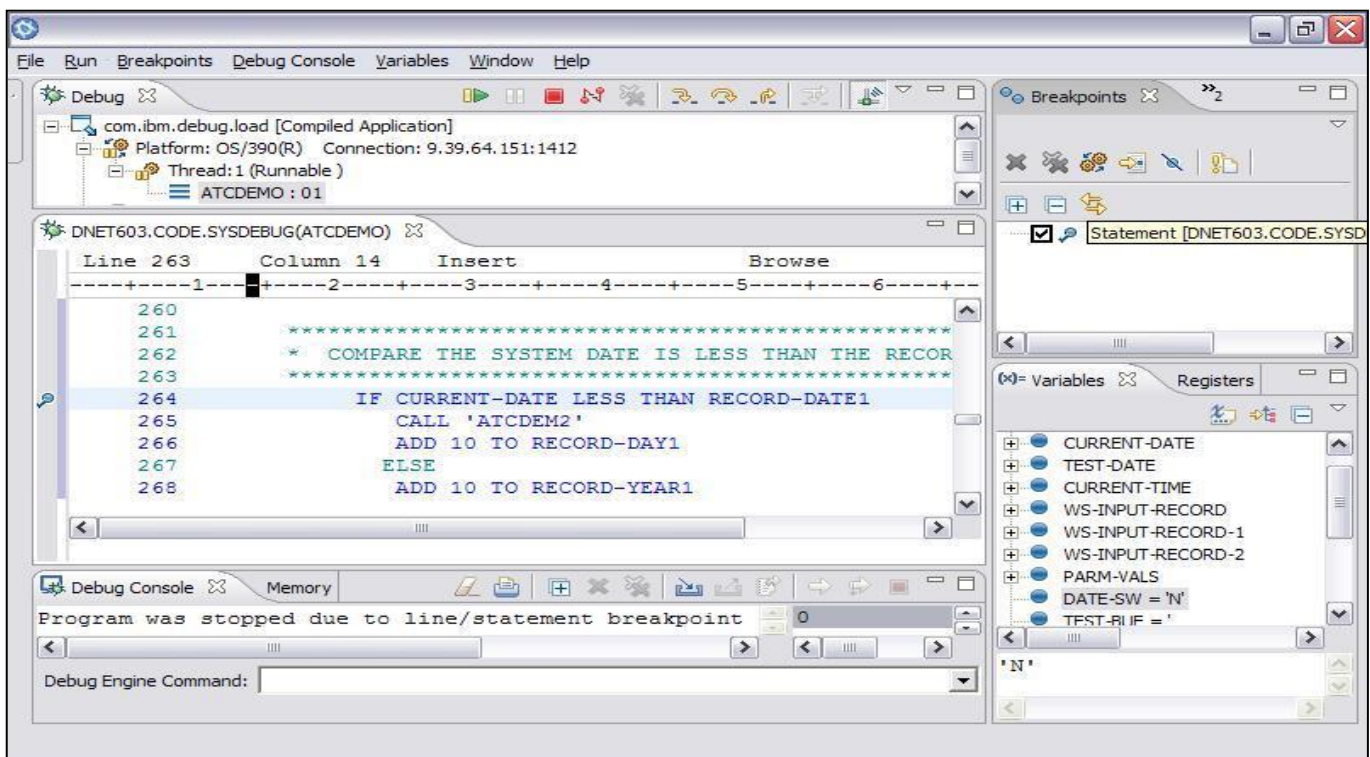 File Run Breakpoints Debug Console Variables Window Help
Debug
com.ibm.debug.load [Compiled Application]
Platform: OS/390(R) Connection: 9.39.64.151:1412
Thread:1 (Runnable )
ATCDEMO : 01
DNET603.CODE.SYSDEBUG(ATCDEMO)
Line 263 Column 14 Insert Browse
----+----1----+----2----+----3----+----4----+----5----+----6----+--
260
261 *************************************************
262 * COMPARE THE SYSTEM DATE IS LESS THAN THE RECOR
263 *************************************************
264 IF CURRENT-DATE LESS THAN RECORD-DATE1
265 CALL 'ATCDEM2'
266 ADD 10 TO RECORD-DAY1
267 ELSE
268 ADD 10 TO RECORD-YEAR1
Debug Console Memory
Program was stopped due to line/statement breakpoint 0
Debug Engine Command:
Breakpoints »2
Statement [DNET603.CODE.SYSD
(x)= Variables Registers
CURRENT-DATE
TEST-DATE
CURRENT-TIME
WS-INPUT-RECORD
WS-INPUT-RECORD-1
WS-INPUT-RECORD-2
PARM-VALS
DATE-SW = 'N'
TEST-BUF = '
'N'